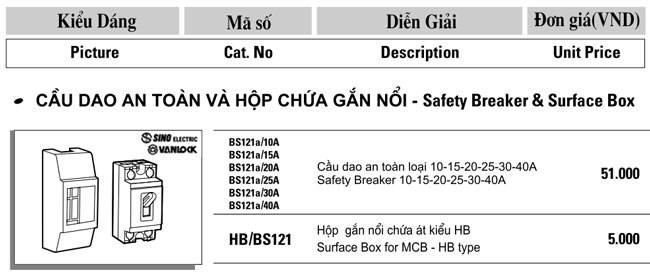 Kiểu Dáng Mã số Diễn Giải Đơn giá(VND)
Picture Cat. No Description Unit Price
• CẦU DAO AN TOÀN VÀ HỘP CHỨA GẮN NỔI - Safety Breaker & Surface Box
SINO ELECTRIC
VANLOCK
BS121a/10A
BS121a/15A
BS121a/20A
BS121a/25A
BS121a/30A
BS121a/40A
Cầu dao an toàn loại 10-15-20-25-30-40A
Safety Breaker 10-15-20-25-30-40A
51.000
HB/BS121
Hộp gắn nổi chứa át kiểu HB
Surface Box for MCB - HB type
5.000